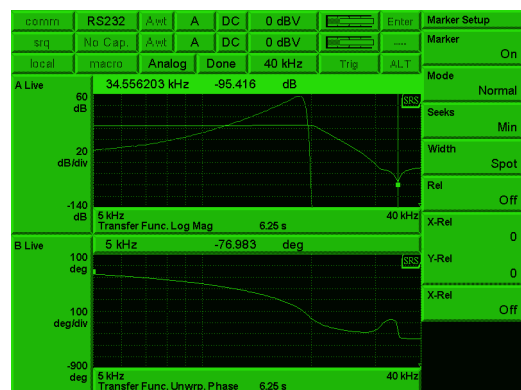 comm RS232 Awt A DC 0 dBV Enter
srq No Cap. Awt A DC 0 dBV ----
local macro Analog Done 40 kHz Trig ALT
Marker Setup
Marker
On
Mode
Normal
Seeks
Min
Width
Spot
Rel
Off
X-Rel
0
Y-Rel
0
X-Rel
Off
A Live 34.556203 kHz -95.416 dB
60
dB
SRS
20
dB/div
-140
dB
5 kHz 40 kHz
Transfer Func. Log Mag 6.25 s
B Live 5 kHz -76.983 deg
100
deg
SRS
100
deg/div
-900
deg
5 kHz 40 kHz
Transfer Func. Unwrp. Phase 6.25 s